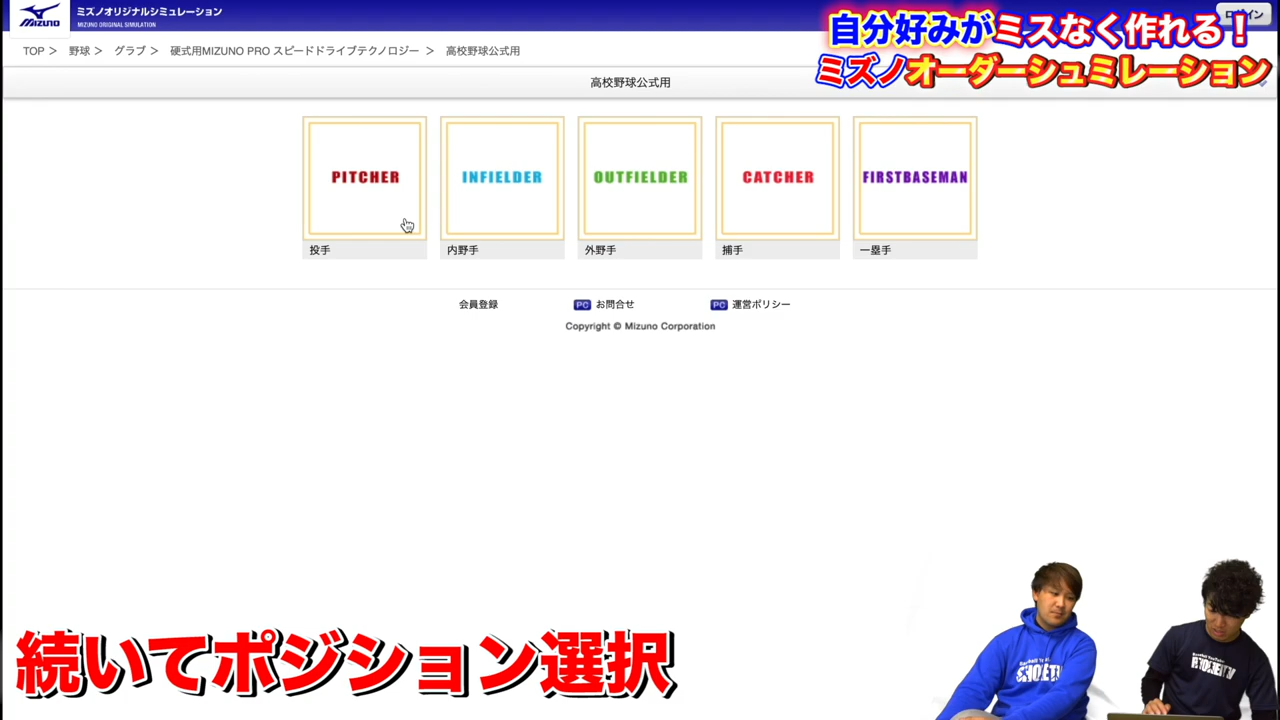 MIZUNO
ミズノオリジナルシミュレーション
MIZUNO ORIGINAL SIMULATION
自分好みがミスなく作れる！
ミズノオーダーシュミレーション
TOP > 野球 > グラブ > 硬式用MIZUNO PRO スピードドライブテクノロジー > 高校野球公式用
高校野球公式用
PITCHER
投手
INFIELDER
内野手
OUTFIELDER
外野手
CATCHER
捕手
FIRSTBASEMAN
一塁手
会員登録
PC お問合せ
PC 運営ポリシー
Copyright © Mizuno Corporation
続いてポジション選択